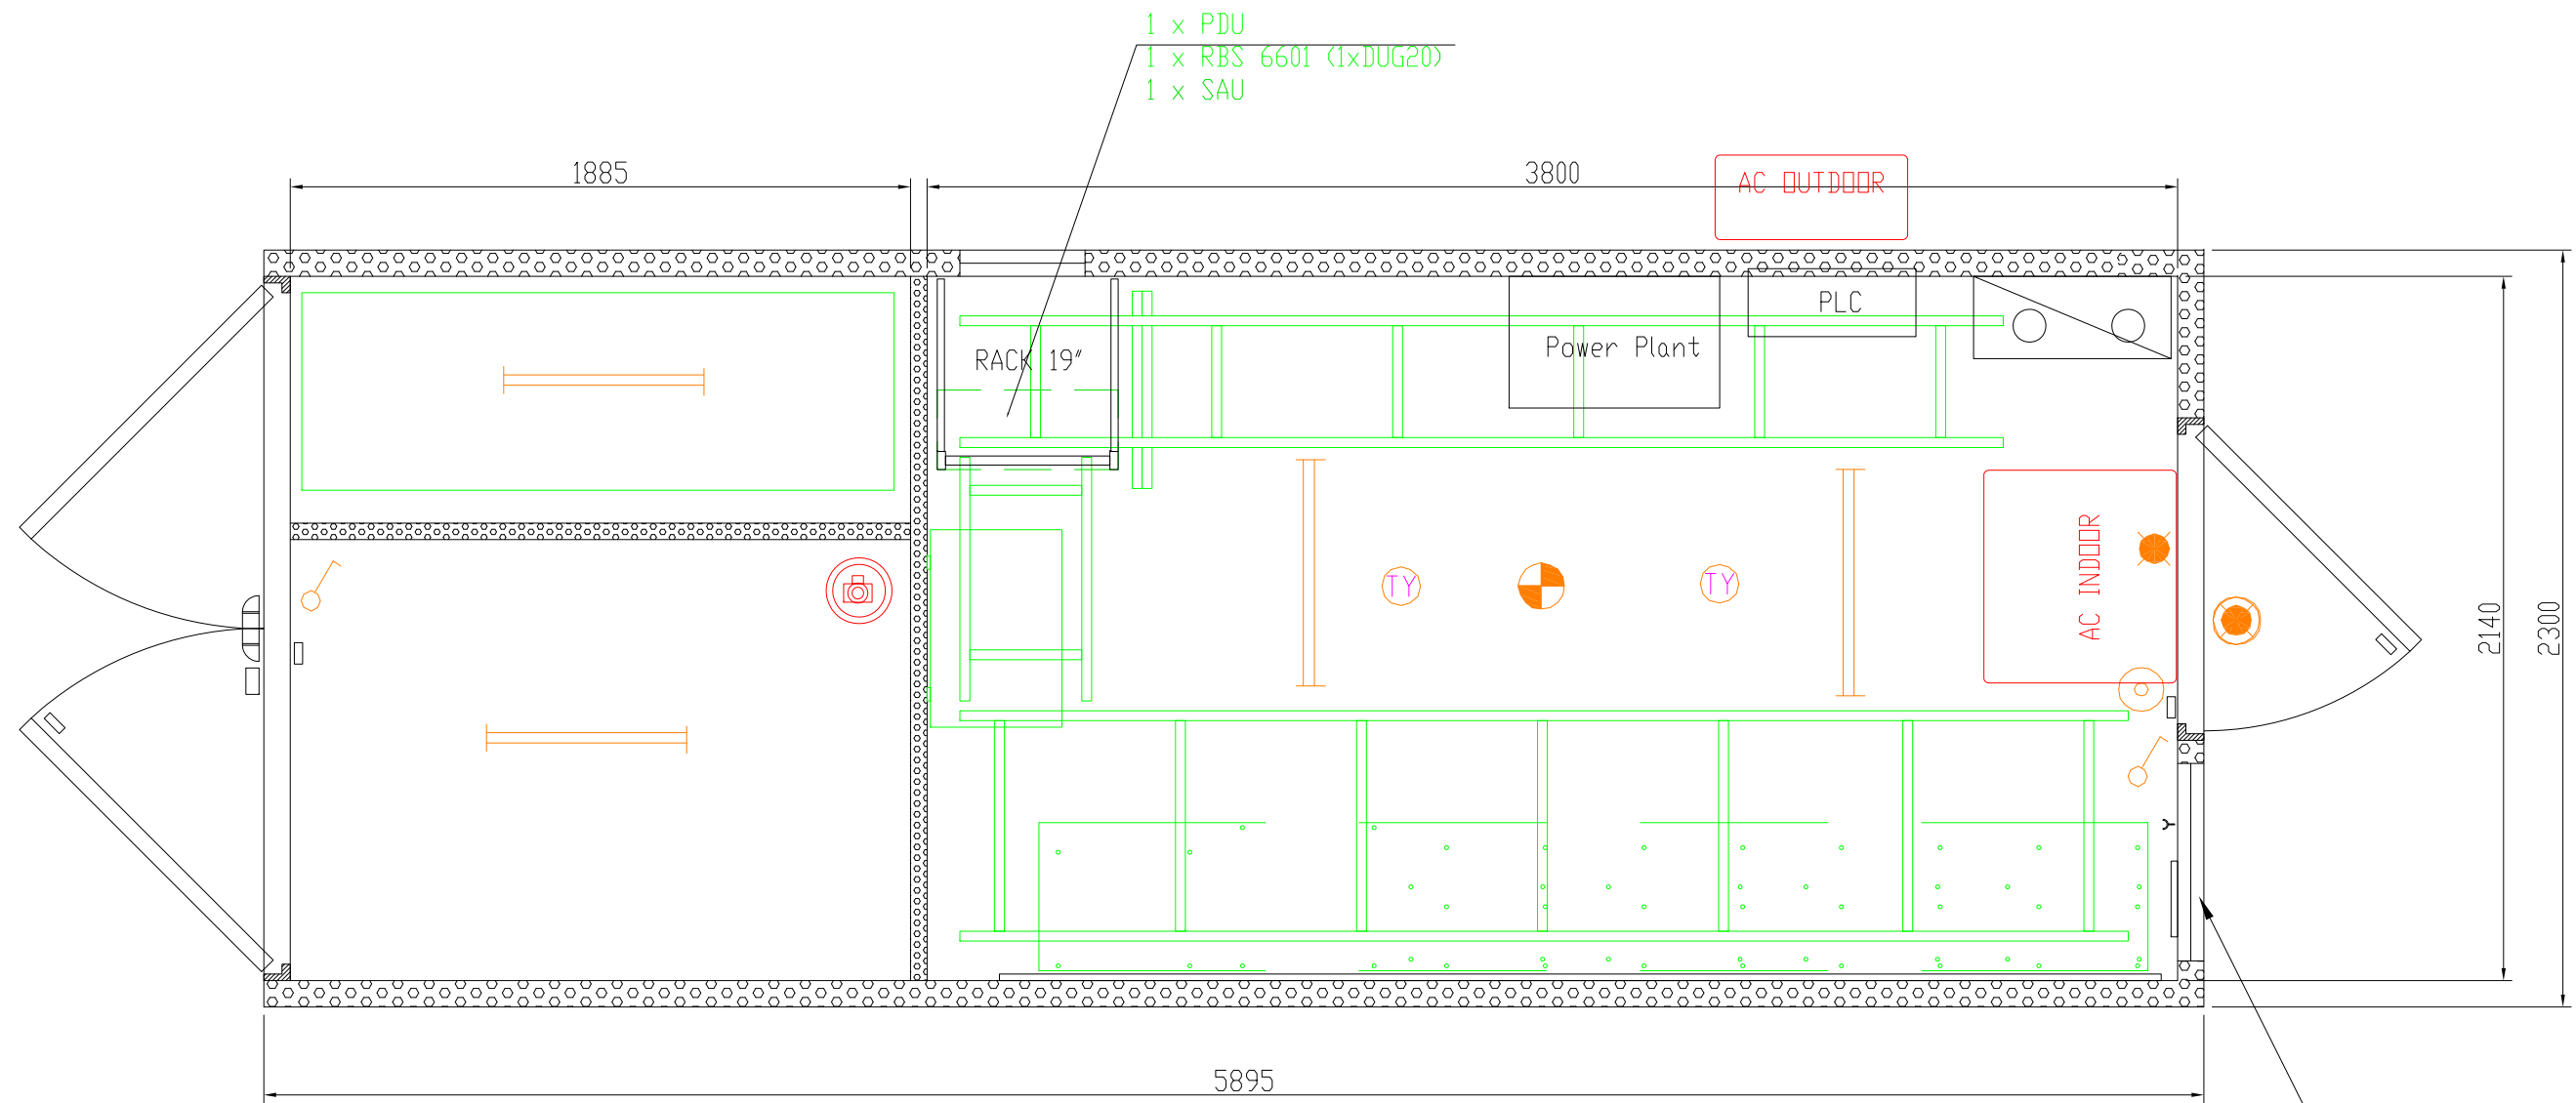 1 x PDU
1 x RBS 6601 (1xDUG20)
1 x SAU
1885
3800
AC OUTDOOR
PLC
Power Plant
RACK 19"
AC INDOOR
TY
TY
2140
2300
5895